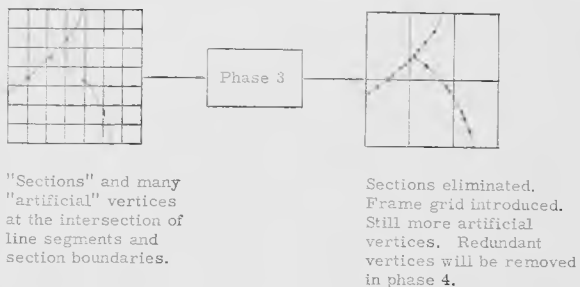 Phase 3
"Sections" and many
"artificial" vertices
at the intersection of
line segments and
section boundaries.
Sections eliminated.
Frame grid introduced.
Still more artificial
vertices. Redundant
vertices will be removed
in phase 4.